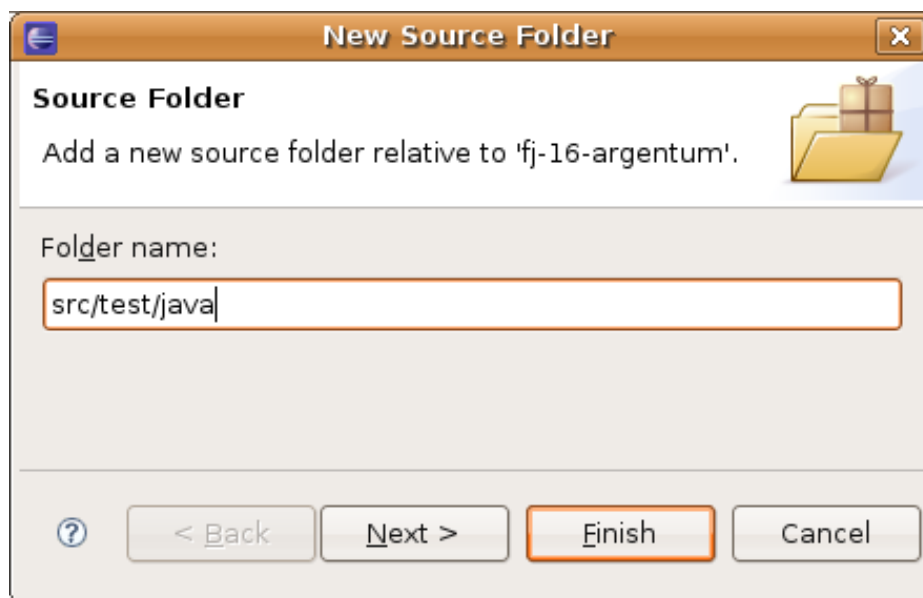 New Source Folder
Source Folder
Add a new source folder relative to 'fj-16-argentum'.
Folder name:
src/test/java
< Back Next > Finish Cancel